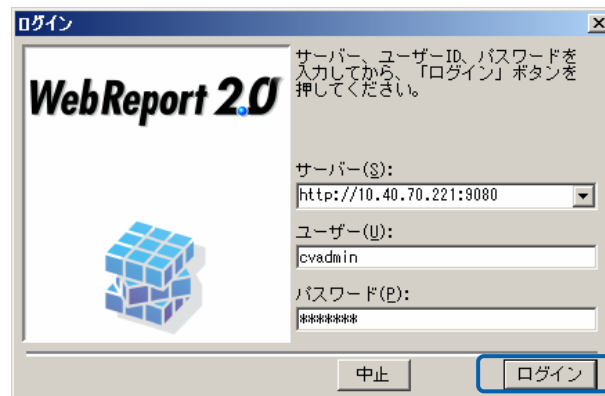 ログイン
WebReport 2.0
サーバー、ユーザーID、パスワードを
入力してから、「ログイン」ボタンを
押してください。
サーバー(S):
http://10.40.70.221:9080
ユーザー(U):
cvadmin
パスワード(P):
*******
中止
ログイン